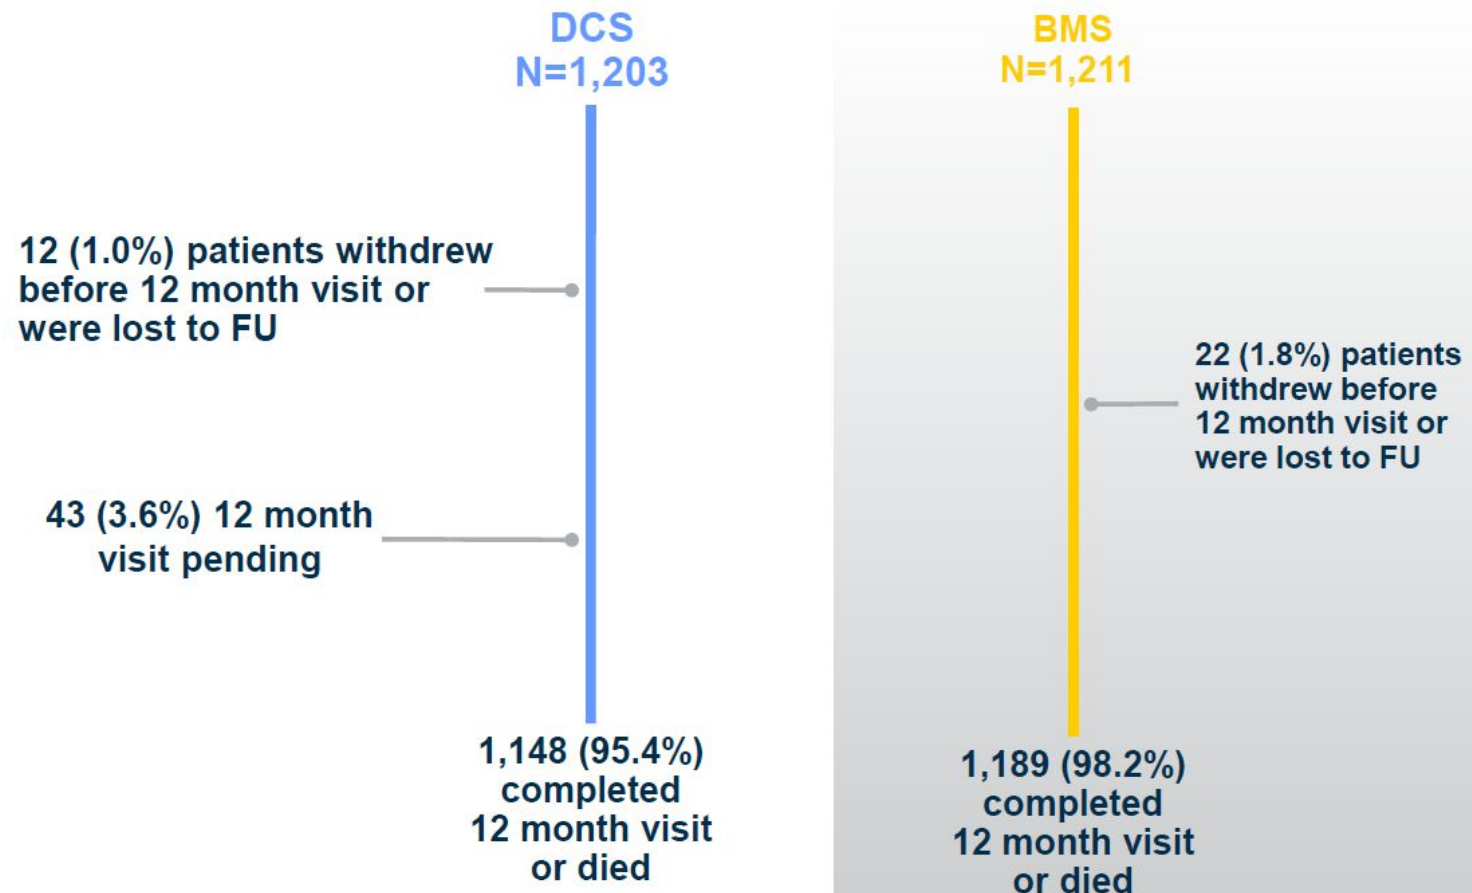 DCS
N=1,203
12 (1.0%) patients withdrew
before 12 month visit or
were lost to FU
43 (3.6%) 12 month
visit pending
1,148 (95.4%)
completed
12 month visit
or died
BMS
N=1,211
22 (1.8%) patients
withdrew before
12 month visit or
were lost to FU
1,189 (98.2%)
completed
12 month visit
or died